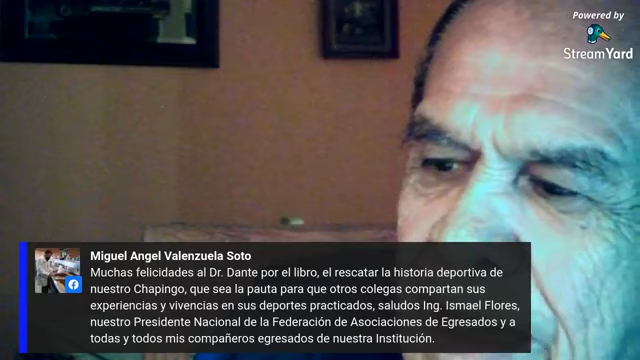 Powered by
StreamYard
Miguel Angel Valenzuela Soto
Muchas felicidades al Dr. Dante por el libro, el rescatar la historia deportiva de
nuestro Chapingo, que sea la pauta para que otros colegas compartan sus
experiencias y vivencias en sus deportes practicados, saludos Ing. Ismael Flores,
nuestro Presidente Nacional de la Federación de Asociaciones de Egresados y a
todas y todos mis compañeros egresados de nuestra Institución.